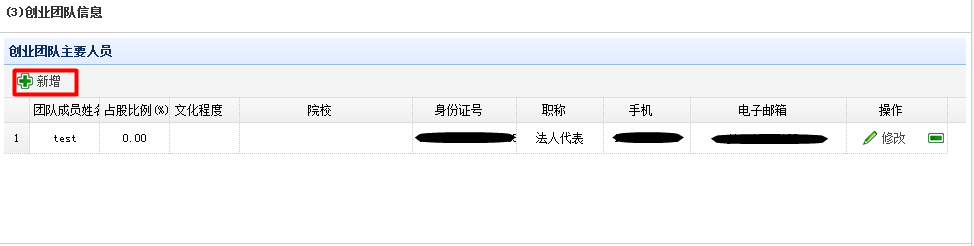 (3)创业团队信息
创业团队主要人员
新增
团队成员姓名 占股比例(%) 文化程度 院校 身份证号 职称 手机 电子邮箱 操作
1 test 0.00 法人代表 修改